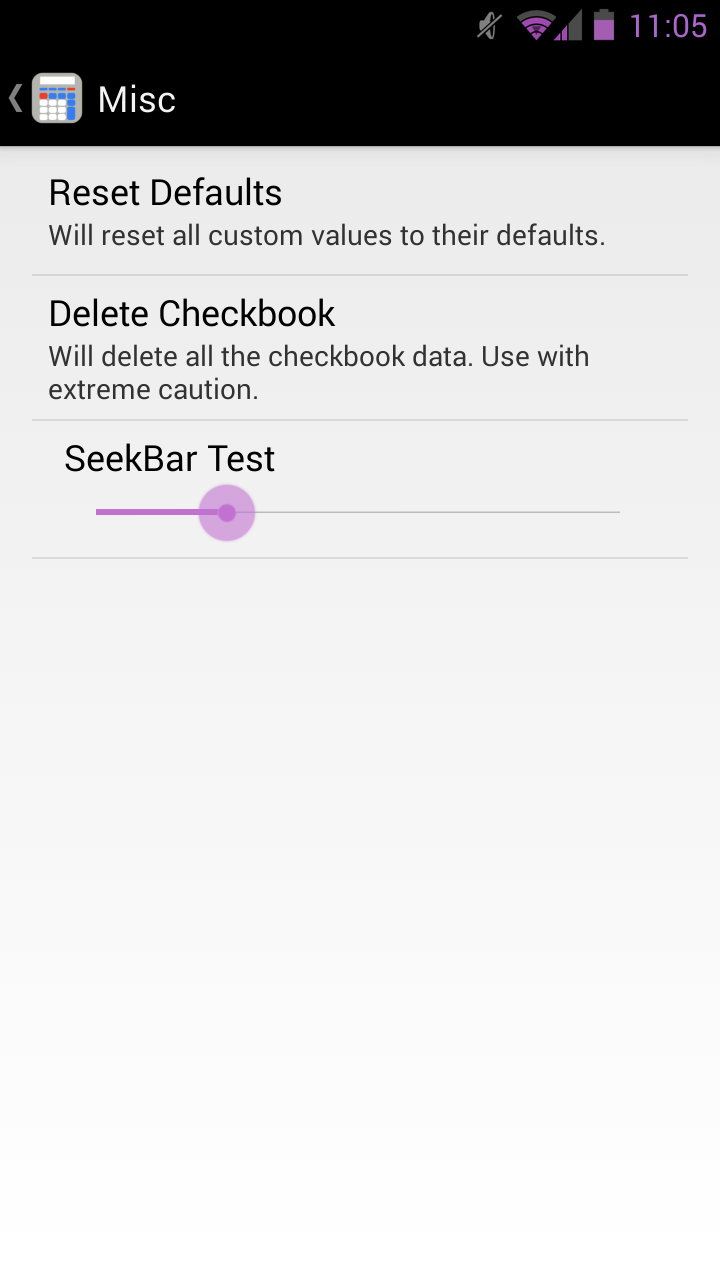 11:05
Misc
Reset Defaults
Will reset all custom values to their defaults.
Delete Checkbook
Will delete all the checkbook data. Use with
extreme caution.
SeekBar Test